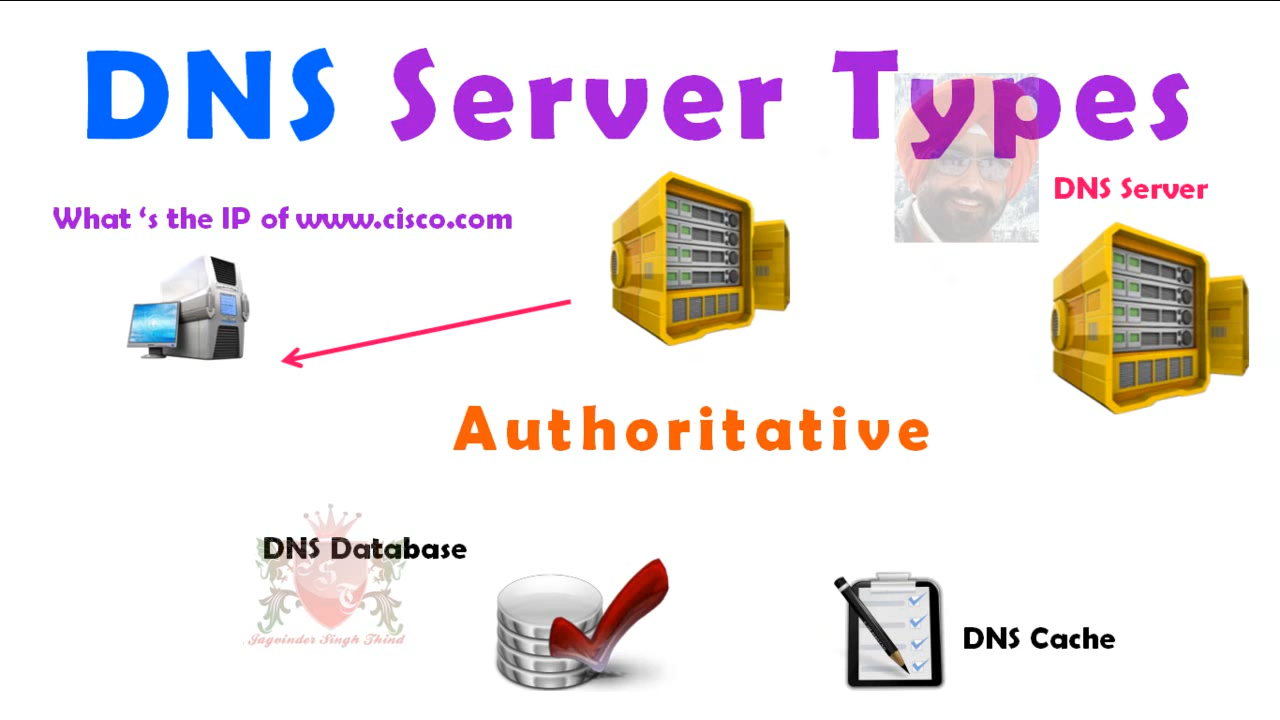 DNS Server Types
What 's the IP of www.cisco.com
DNS Server
Authoritative
DNS Database
JST
Jagvinder Singh Thind
DNS Cache